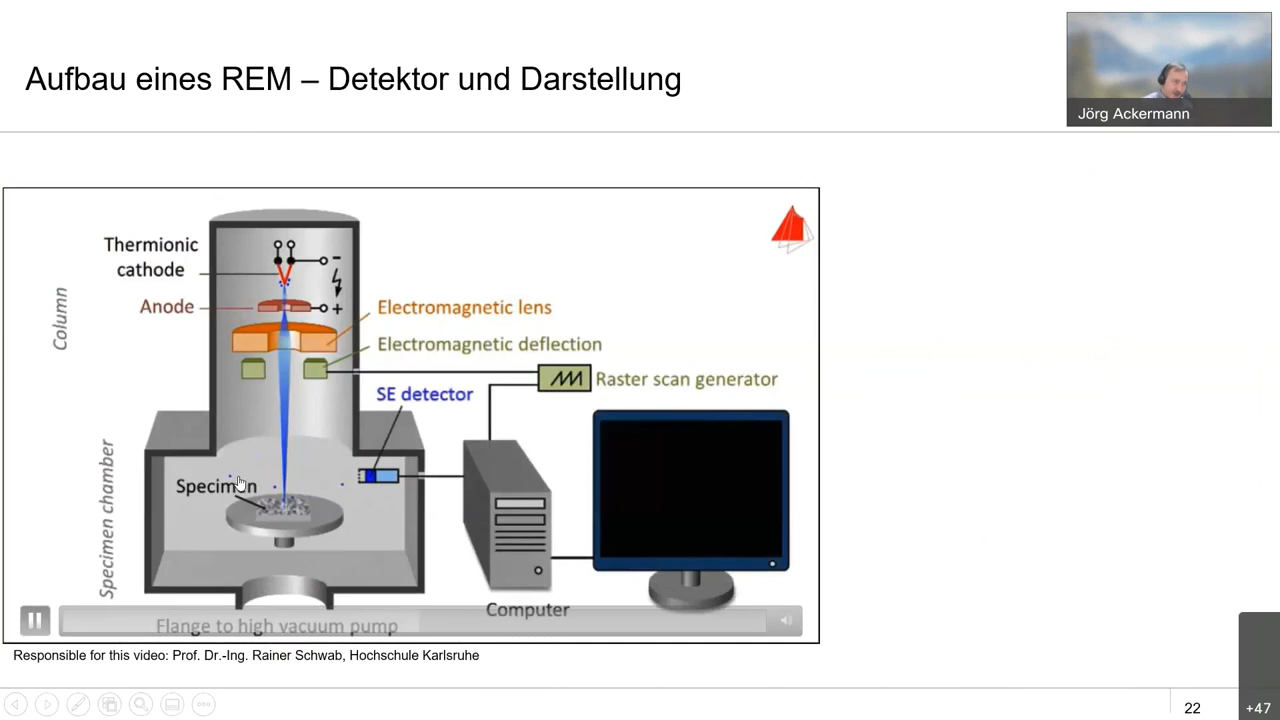 Aufbau eines REM – Detektor und Darstellung
Jörg Ackermann
Thermionic
cathode
Anode
Column
Electromagnetic lens
Electromagnetic deflection
Raster scan generator
SE detector
Specimen
Specimen chamber
Computer
Flange to high vacuum pump
Responsible for this video: Prof. Dr.-Ing. Rainer Schwab, Hochschule Karlsruhe
22
+47